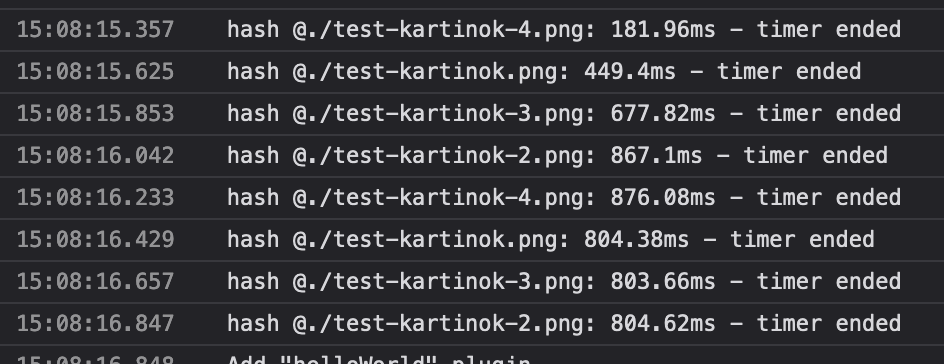 15:08:15.357 hash @./test-kartinok-4.png: 181.96ms - timer ended
15:08:15.625 hash @./test-kartinok.png: 449.4ms - timer ended
15:08:15.853 hash @./test-kartinok-3.png: 677.82ms - timer ended
15:08:16.042 hash @./test-kartinok-2.png: 867.1ms - timer ended
15:08:16.233 hash @./test-kartinok-4.png: 876.08ms - timer ended
15:08:16.429 hash @./test-kartinok.png: 804.38ms - timer ended
15:08:16.657 hash @./test-kartinok-3.png: 803.66ms - timer ended
15:08:16.847 hash @./test-kartinok-2.png: 804.62ms - timer ended
15:08:16.848 Add "helloWorld" plugin